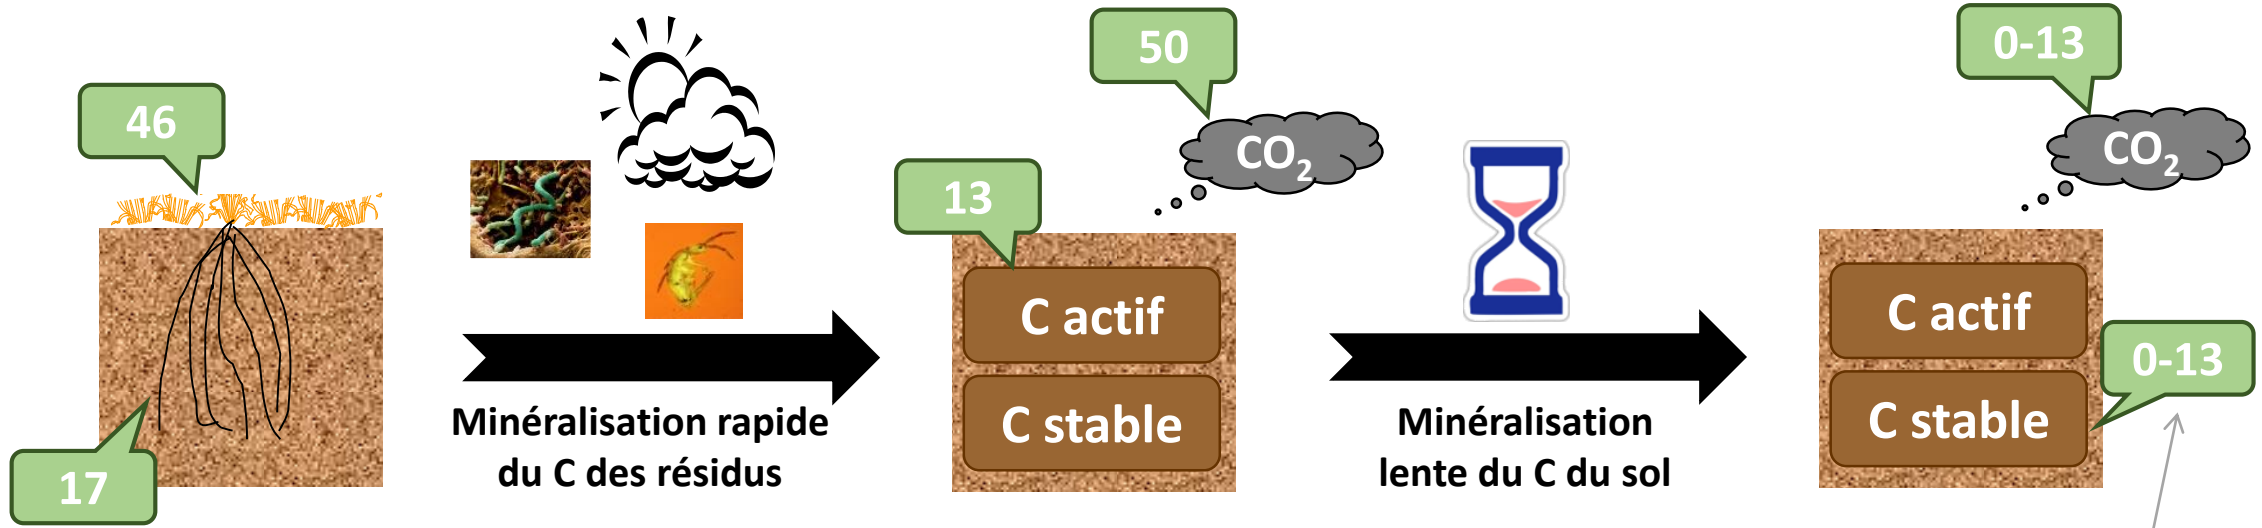 46
17
Minéralisation rapide
du C des résidus
50
CO2
13
C actif
C stable
Minéralisation
lente du C du sol
0-13
CO2
C actif
C stable
0-13